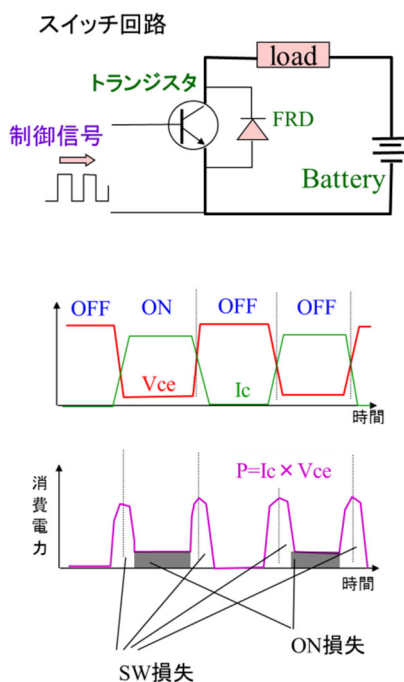 スイッチ回路
load
トランジスタ
FRD
制御信号
Battery
OFF ON OFF OFF
Vce Ic
時間
P=Ic×Vce
消費電力
時間
ON損失
SW損失